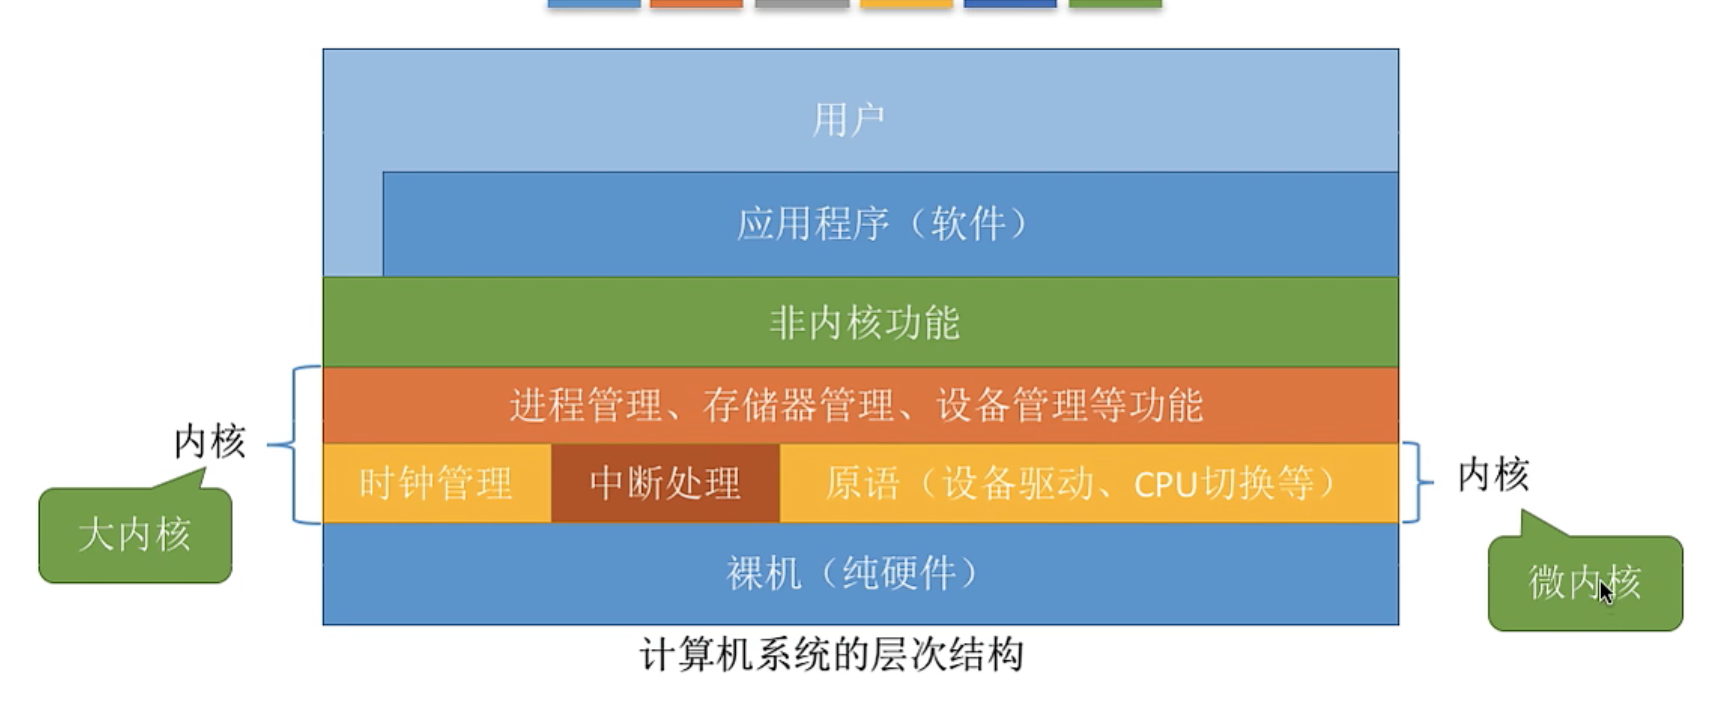 用户
应用程序（软件）
非内核功能
进程管理、存储器管理、设备管理等功能
内核
大内核
时钟管理
中断处理
原语（设备驱动、CPU切换等）
内核
微内核
裸机（纯硬件）
计算机系统的层次结构